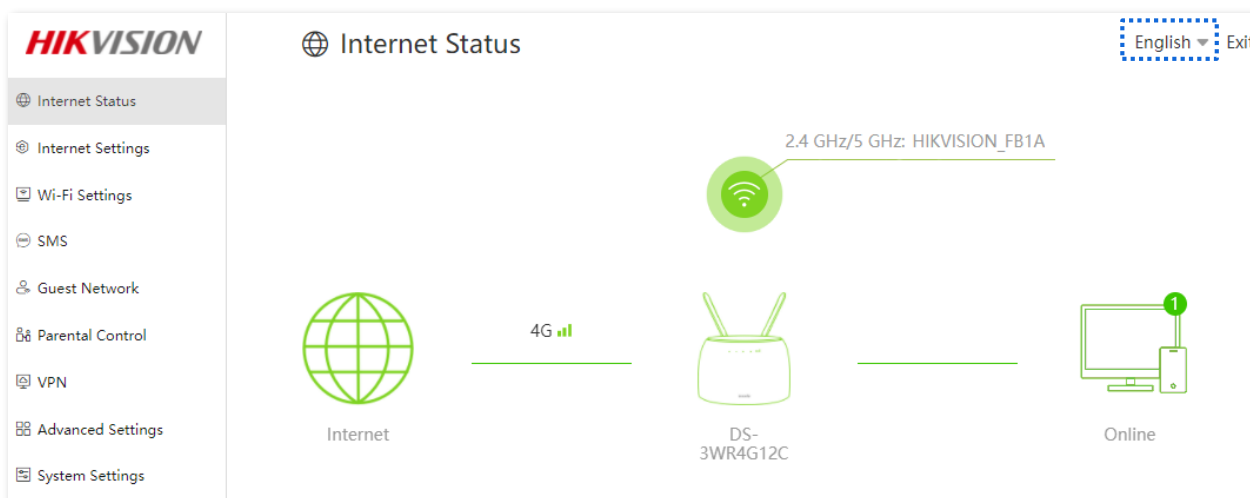 HIKVISION
Internet Status
English
Exit
Internet Status
Internet Settings
Wi-Fi Settings
SMS
Guest Network
Parental Control
VPN
Advanced Settings
System Settings
2.4 GHz/5 GHz: HIKVISION_FB1A
4G
1
Internet
DS-
3WR4G12C
Online